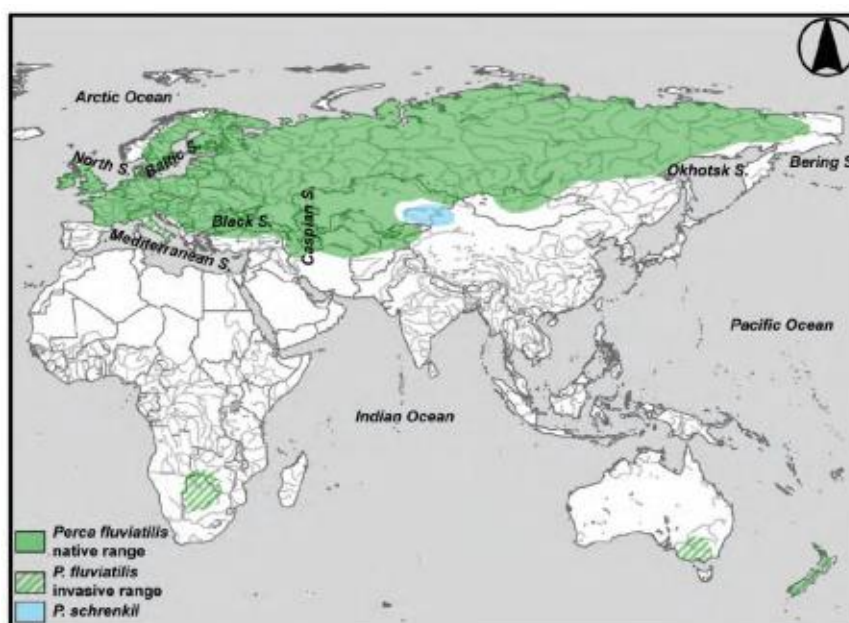 Arctic Ocean
North S.
Baltic S.
Okhotsk S.
Bering S
Black S.
Caspian S.
Mediterranean S.
Pacific Ocean
Indian Ocean
Perca fluviatilis
native range
P. fluviatilis
invasive range
P. schrenkii